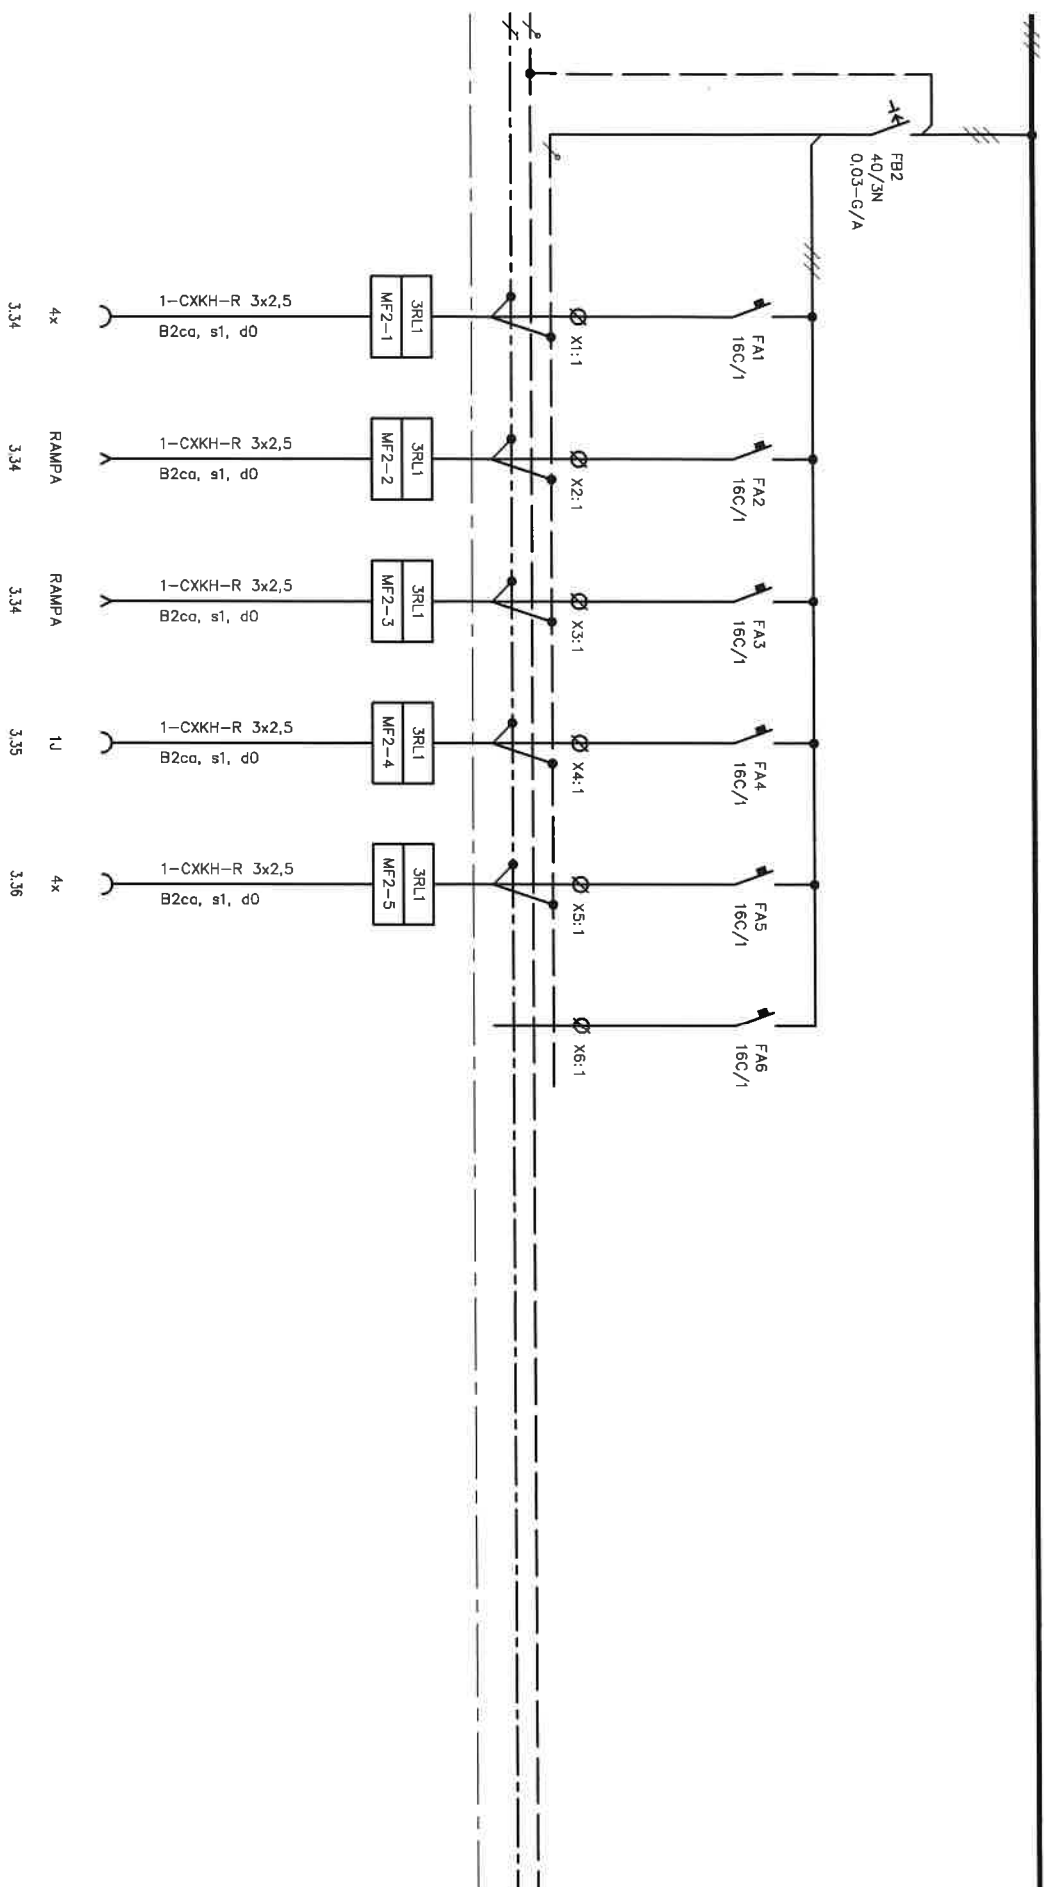 FB2
40/3N
0,03-G/A
FA1
16C/1
X1:1
3RL1
MF2-1
1-CXKH-R 3x2,5
B2ca, s1, d0
4x
3.34
FA2
16C/1
X2:1
3RL1
MF2-2
1-CXKH-R 3x2,5
B2ca, s1, d0
RAMPA
3.34
FA3
16C/1
X3:1
3RL1
MF2-3
1-CXKH-R 3x2,5
B2ca, s1, d0
RAMPA
3.34
FA4
16C/1
X4:1
3RL1
MF2-4
1-CXKH-R 3x2,5
B2ca, s1, d0
1J
3.35
FA5
16C/1
X5:1
3RL1
MF2-5
1-CXKH-R 3x2,5
B2ca, s1, d0
4x
3.36
FA6
16C/1
X6:1